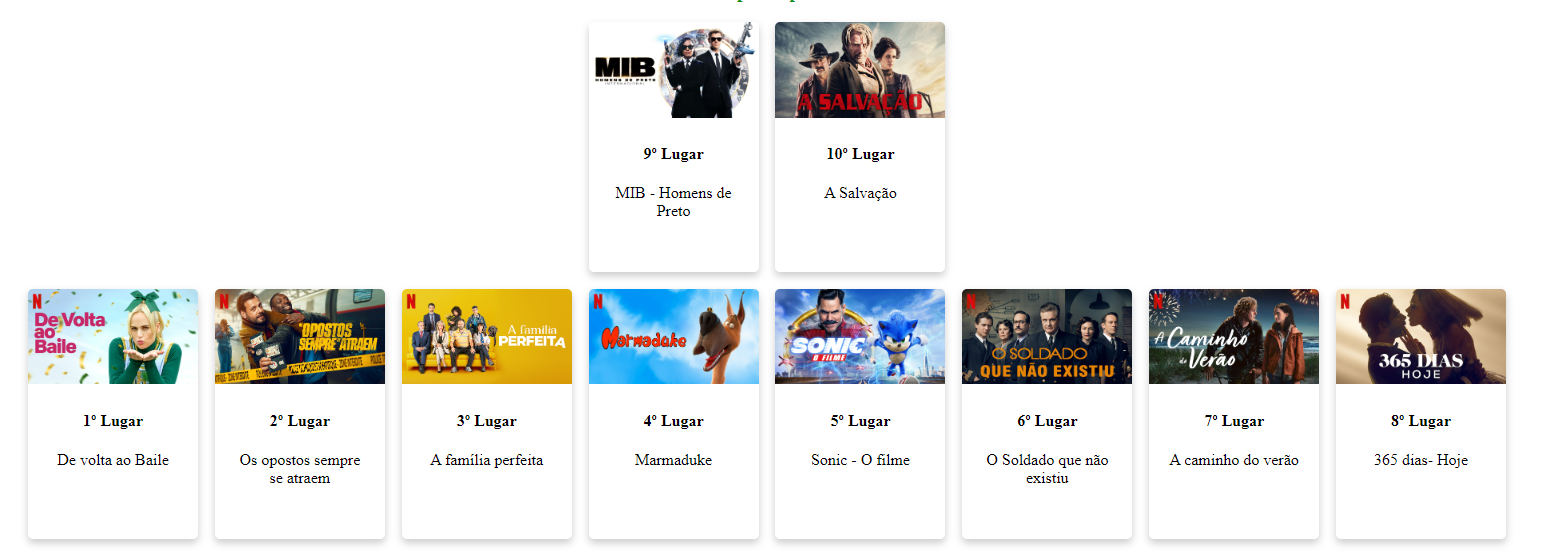 MIB
HOMENS DE PRETO
INTERNACIONAL
A SALVAÇÃO
9º Lugar
10º Lugar
MIB - Homens de
Preto
A Salvação
N
De Volta
ao
Baile
N
OPOSTOS
SEMPRE ATRAEM
N
A família
PERFEITA
N
Marmaduke
SONIC
O FILME
N
O SOLDADO
QUE NÃO EXISTIU
N
A Caminho
do Verão
N
365 DIAS
HOJE
1º Lugar
2º Lugar
3º Lugar
4º Lugar
5º Lugar
6º Lugar
7º Lugar
8º Lugar
De volta ao Baile
Os opostos sempre
se atraem
A família perfeita
Marmaduke
Sonic - O filme
O Soldado que não
existiu
A caminho do verão
365 dias- Hoje